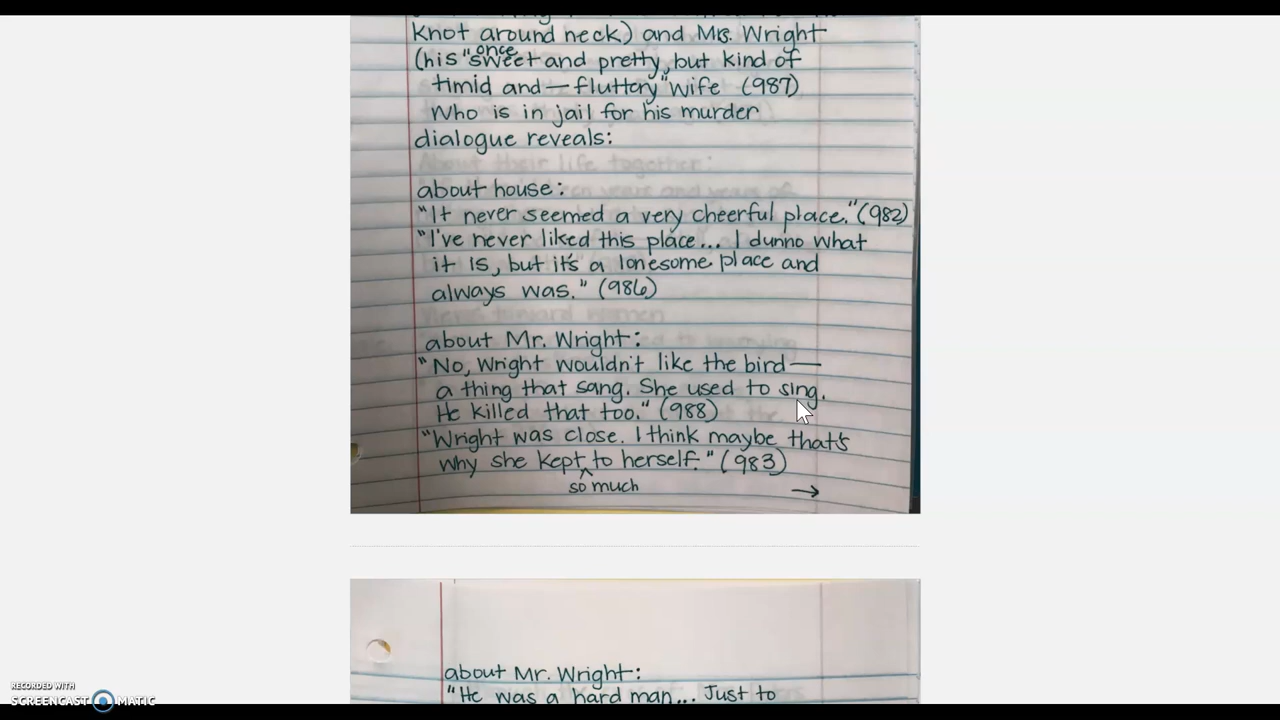 knot around neck) and Mrs. Wright
(his "once sweet and pretty, but kind of
timid and — fluttery" wife (987)
Who is in jail for his murder
dialogue reveals:
About their life together:
about house:
"It never seemed a very cheerful place." (982)
"I've never liked this place... I dunno what
it is, but it's a lonesome place and
always was." (986)
about Mr. Wright:
"No, Wright wouldn't like the bird —
a thing that sang. She used to sing.
He killed that too." (988)
"Wright was close. I think maybe that's
why she kept so much to herself." (983)
→
about Mr. Wright:
"He was a hard man... Just to
RECORDED WITH
SCREENCAST MATIC